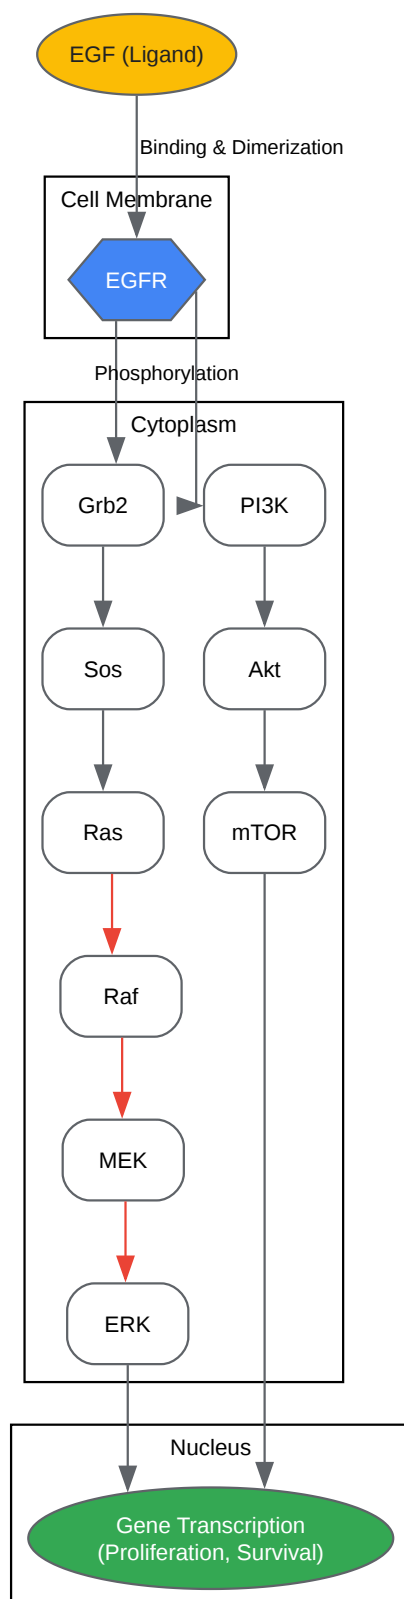 EGF (Ligand)
Binding & Dimerization
Cell Membrane
EGFR
Phosphorylation
Cytoplasm
Grb2
PI3K
Sos
Akt
Ras
mTOR
Raf
MEK
ERK
Nucleus
Gene Transcription
(Proliferation, Survival)